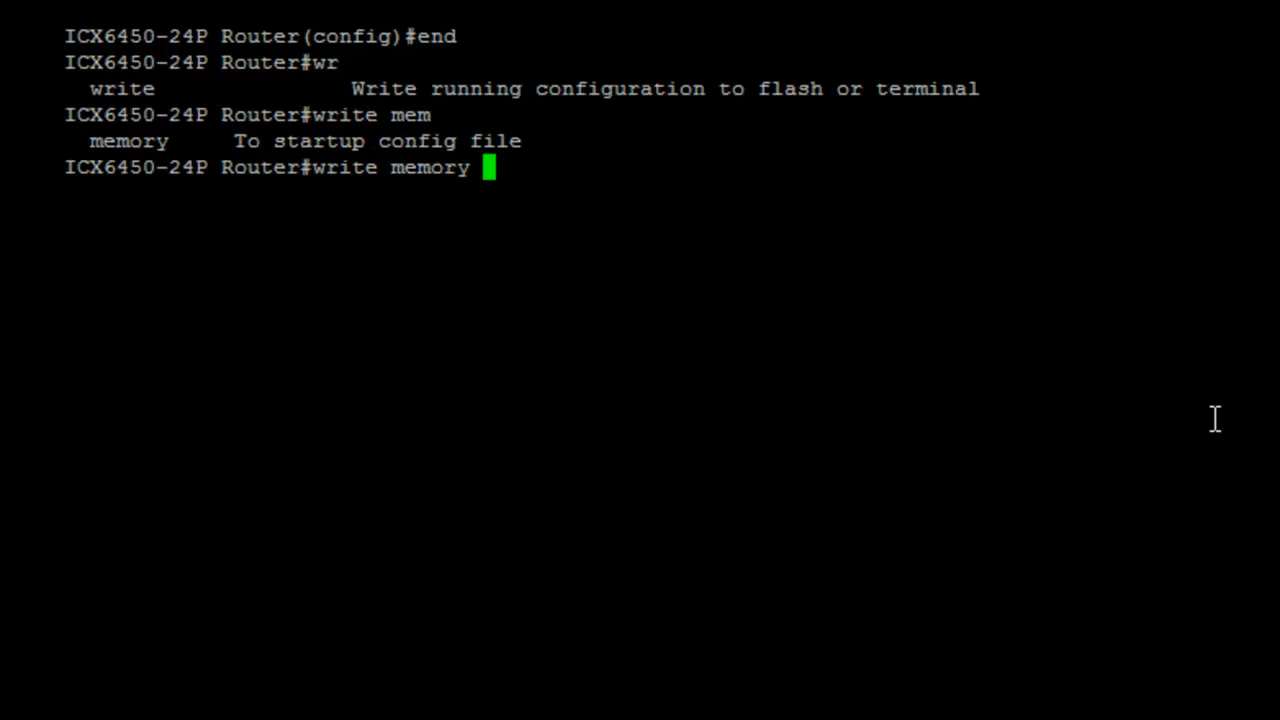 ICX6450-24P Router(config)#end
ICX6450-24P Router#wr
  write               Write running configuration to flash or terminal
ICX6450-24P Router#write mem
  memory     To startup config file
ICX6450-24P Router#write memory